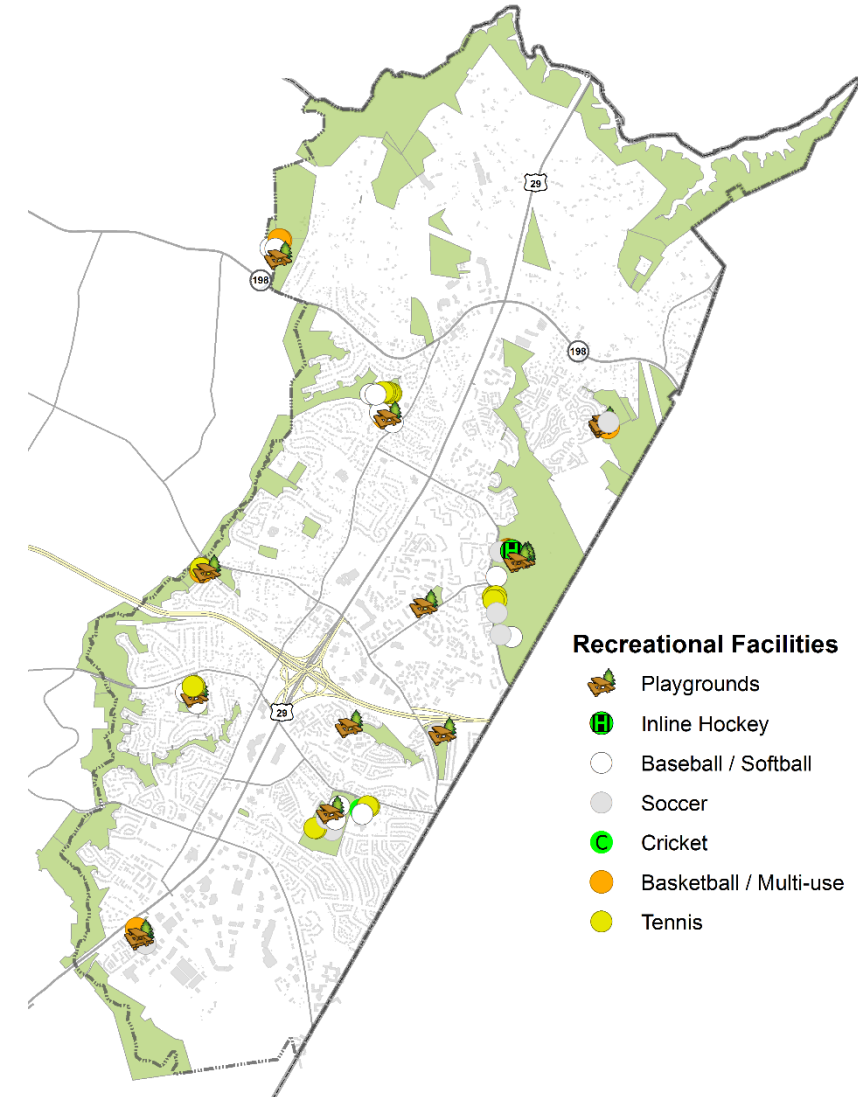 29
198
198
29
Recreational Facilities
Playgrounds
H
Inline Hockey
Baseball / Softball
Soccer
C
Cricket
Basketball / Multi-use
Tennis
H